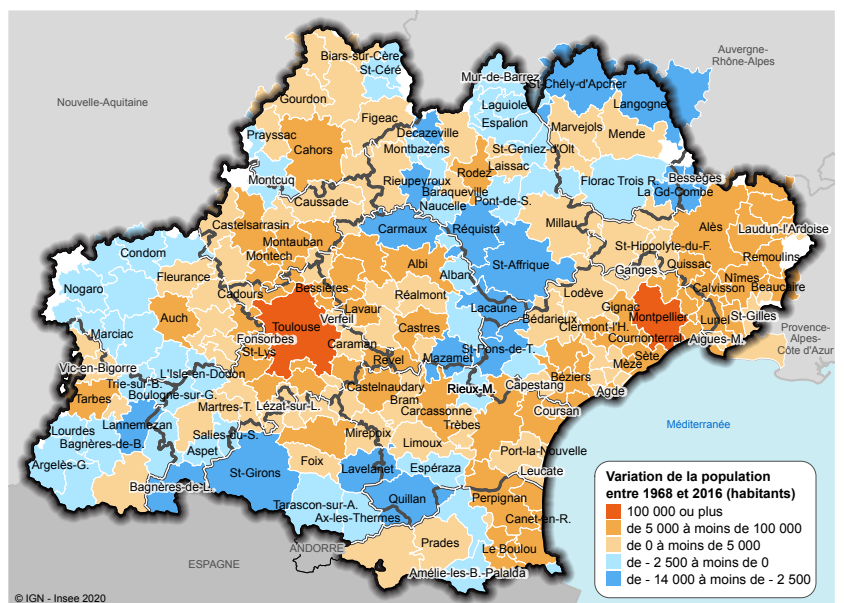 Auvergne-
Rhône-Alpes
Nouvelle-Aquitaine
Biars-sur-Cère
St-Céré
Mur-de-Barrez
St-Chély-d'Apcher
Gourdon
Laguiole
Langogne
Figeac
Espalion
Prayssac
Decazeville
Marvejols
Mende
Cahors
Montbazens
St-Geniez-d'Olt
Rodez
Laissac
Montcuq
Rieupeyroux
Florac Trois R.
Bessèges
Baraqueville
La Gd-Combe
Caussade
Naucelle
Pont-de-S.
Castelsarrasin
Carmaux
Réquista
Millau
Alès
Laudun-l'Ardoise
Montauban
St-Hippolyte-du-F.
Condom
Montech
Albi
St-Affrique
Quissac
Remoulins
Fleurance
Alban
Ganges
Nîmes
Nogaro
Bessières
Calvisson
Beaucaire
Cadours
Réalmont
Lodève
Lavaur
Lacaune
Gignac
Auch
Verfeil
Bédarieux
Montpellier
Lunel
St-Gilles
Toulouse
Castres
Clermont-l'H.
Marciac
Fonsorbes
Caraman
Cournonterral
Aigues-M.
Provence-
Alpes-
Côte d'Azur
St-Lys
Revel
Mazamet
St-Pons-de-T.
Sète
Mèze
Vic-en-Bigorre
L'Isle-en-Dodon
Trie-sur-B.
Castelnaudary
Rieux-M.
Capestang
Béziers
Agde
Boulogne-sur-G.
Tarbes
Martres-T.
Lézat-sur-L.
Bram
Carcassonne
Coursan
Lannemezan
Trèbes
Lourdes
Salies-du-S.
Mirepoix
Méditerranée
Bagnères-de-B.
Limoux
Aspet
Port-la-Nouvelle
Argelès-G.
Foix
St-Girons
Lavelanet
Espéraza
Leucate
Bagnères-de-L.
Quillan
Perpignan
Tarascon-sur-A.
Ax-les-Thermes
Canet-en-R.
Prades
ANDORRE
Le Boulou
ESPAGNE
Amélie-les-B.-Palalda
Variation de la population
entre 1968 et 2016 (habitants)
100 000 ou plus
de 5 000 à moins de 100 000
de 0 à moins de 5 000
de - 2 500 à moins de 0
de - 14 000 à moins de - 2 500
© IGN - Insee 2020